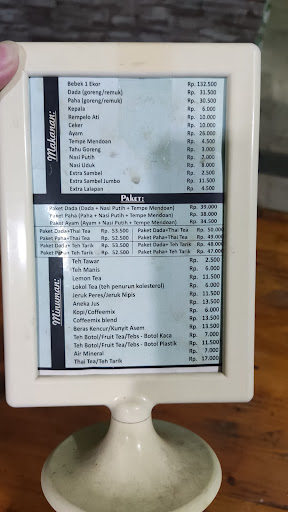 Makanan:
Bebek 1 Ekor Rp. 132.500
Dada (goreng/remuk) Rp. 31.500
Paha (goreng/remuk) Rp. 30.500
Kepala Rp. 6.000
Rempelo Ati Rp. 10.000
Ceker Rp. 10.000
Ayam Rp. 26.000
Tempe Mendoan Rp. 4.500
Tahu Goreng Rp. 3.000
Nasi Putih Rp. 7.000
Nasi Uduk Rp. 8.000
Extra Sambel Rp. 2.500
Extra Sambel Jumbo Rp. 11.500
Extra Lalapan Rp. 4.500
Paket:
Paket Dada (Dada + Nasi Putih + Tempe Mendoan) Rp. 39.000
Paket Paha (Paha + Nasi Putih + Tempe Mendoan) Rp. 38.000
Paket Ayam (Ayam + Nasi Putih + Tempe Mendoan) Rp. 34.500
Paket Dada+Thai Tea Rp. 53.500 Paket Dada+Thai Tea Rp. 50.000
Paket Paha+Thai Tea Rp. 52.500 Paket Paha+Thai Tea Rp. 49.000
Paket Dada+ Teh Tarik Rp. 53.500 Paket Dada+ Teh Tarik Rp. 48.000
Paket Paha+ Teh Tarik Rp. 52.500 Paket Paha+ Teh Tarik Rp. 47.000
Minuman:
Teh Tawar Rp. 2.500
Teh Manis Rp. 9.000
Lemon Tea Rp. 11.500
Lokol Tea (teh penurun kolesterol) Rp. 6.000
Jeruk Peres/Jeruk Nipis Rp. 11.500
Aneka Jus Rp. 13.500
Kopi/Coffeemix Rp. 6.000
Coffeemix blend Rp. 13.500
Beras Kencur/Kunyit Asem Rp. 13.500
Teh Botol/Fruit Tea/Tebs - Botol Kaca Rp. 7.000
Teh Botol/Fruit Tea/Tebs - Botol Plastik Rp. 11.500
Air Mineral Rp. 7.000
Thai Tea/Teh Tarik Rp. 17.000